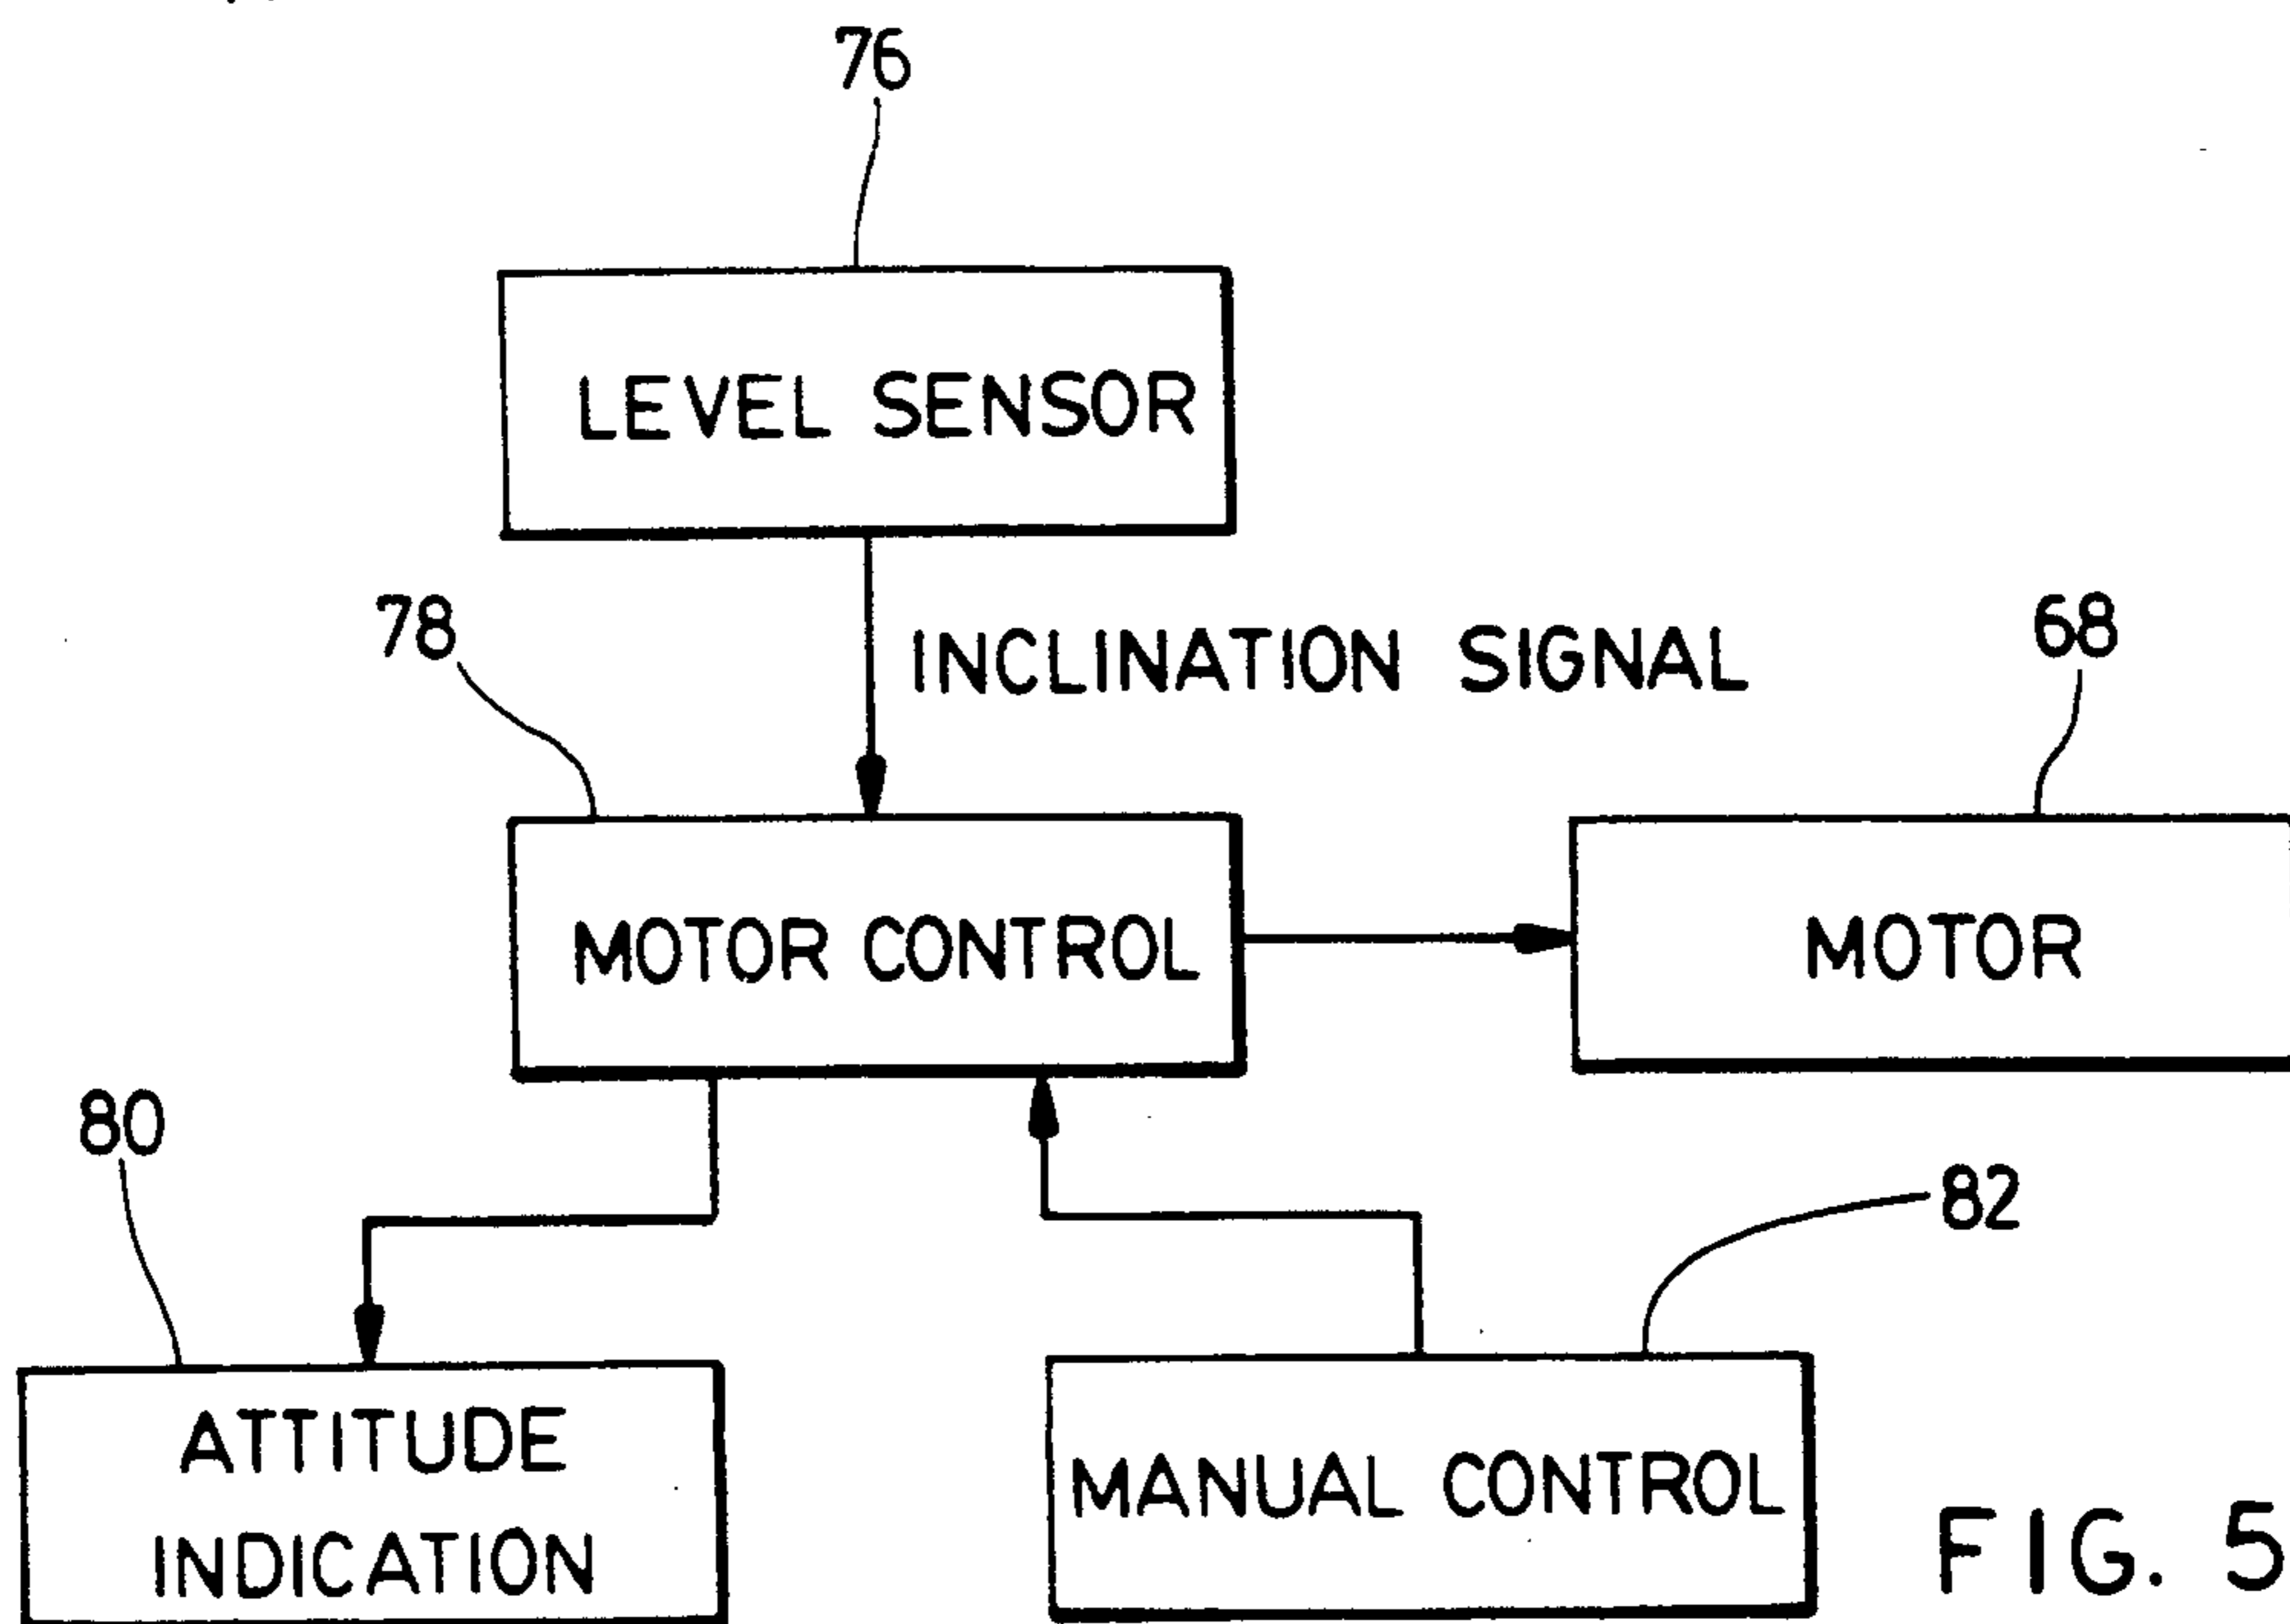 76
LEVEL SENSOR
78
INCLINATION SIGNAL
68
MOTOR CONTROL
MOTOR
80
82
ATTITUDE
INDICATION
MANUAL CONTROL
FIG. 5